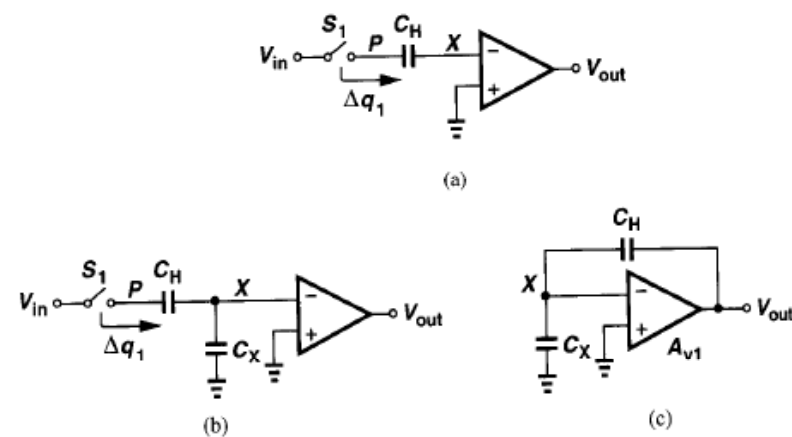 S1
CH
Vin
P
X
−
+
Vout
Δq1
(a)
S1
CH
Vin
P
X
−
+
Vout
Δq1
CX
(b)
CH
X
−
+
Vout
CX
Av1
(c)